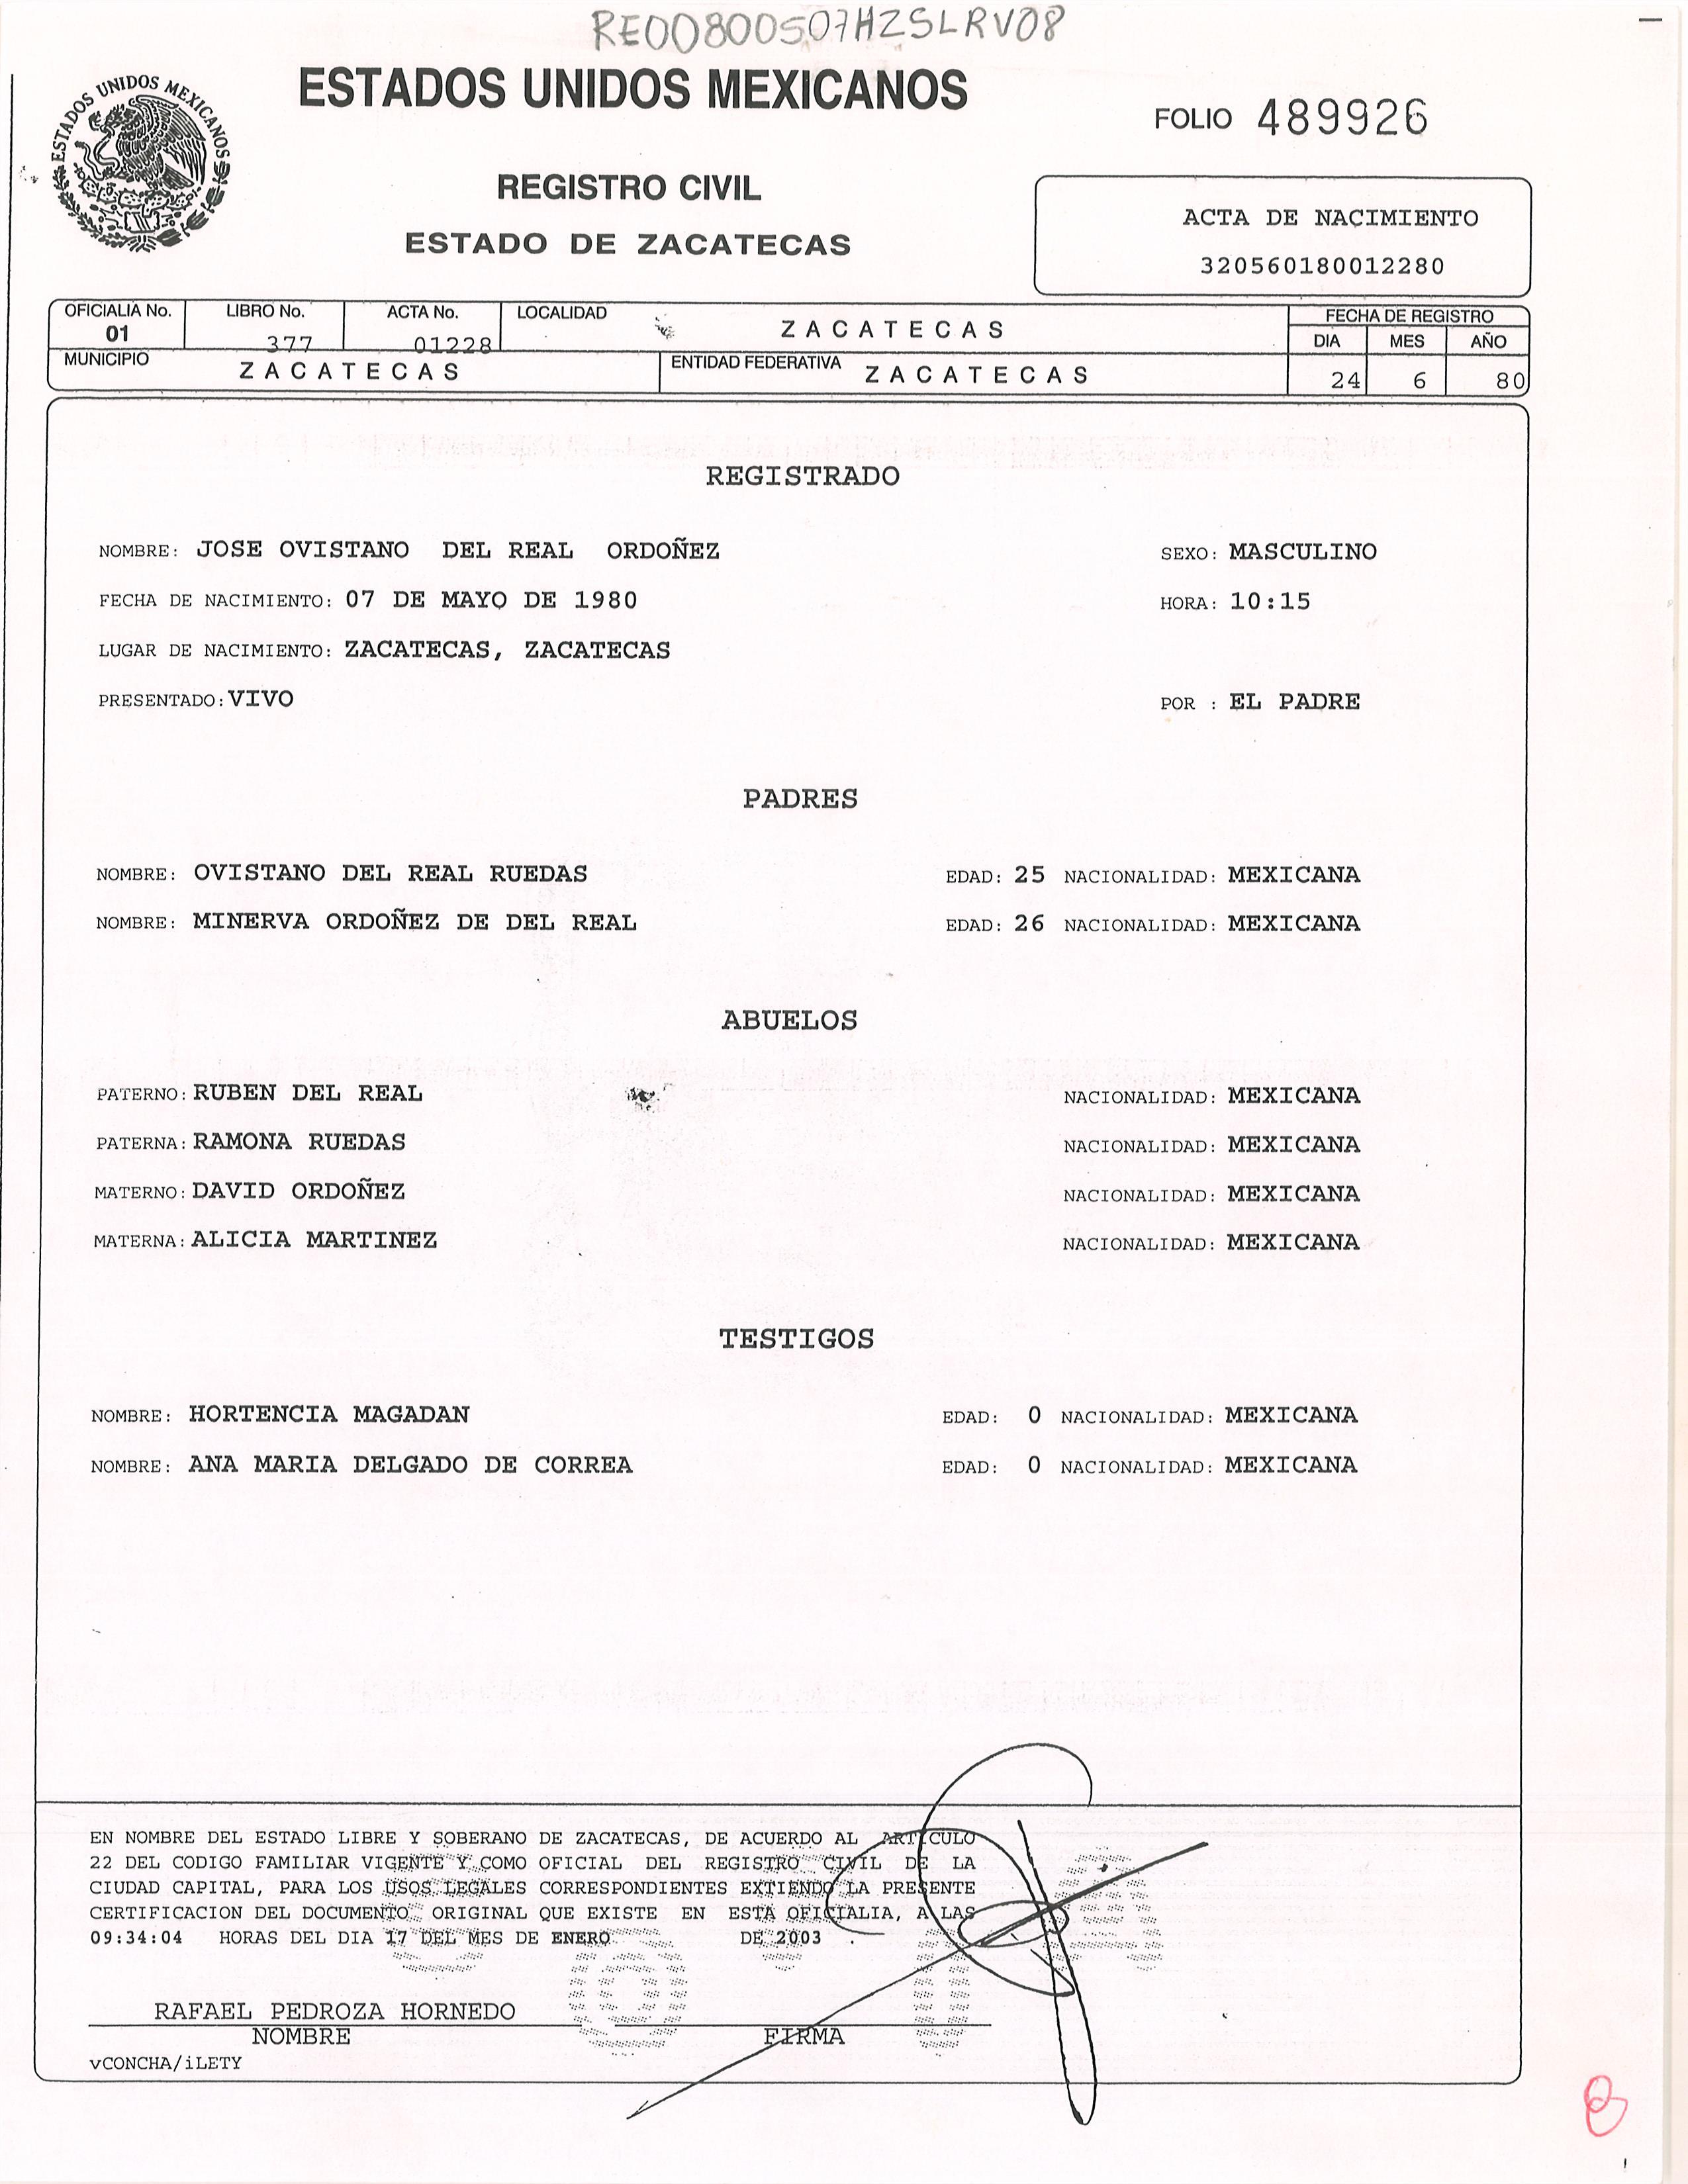 RE00800507HZSLRV08
ESTADOS UNIDOS MEXICANOS
ESTADOS UNIDOS MEXICANOS
FOLIO 489926
REGISTRO CIVIL
ESTADO DE ZACATECAS
ACTA DE NACIMIENTO
320560180012280
OFICIALIA No. LIBRO No. ACTA No. LOCALIDAD FECHA DE REGISTRO
01 377 01228 ZACATECAS DIA MES AÑO
MUNICIPIO ZACATECAS ENTIDAD FEDERATIVA ZACATECAS 24 6 80
REGISTRADO
NOMBRE: JOSE OVISTANO DEL REAL ORDOÑEZ SEXO: MASCULINO
FECHA DE NACIMIENTO: 07 DE MAYO DE 1980 HORA: 10:15
LUGAR DE NACIMIENTO: ZACATECAS, ZACATECAS
PRESENTADO: VIVO POR : EL PADRE
PADRES
NOMBRE: OVISTANO DEL REAL RUEDAS EDAD: 25 NACIONALIDAD: MEXICANA
NOMBRE: MINERVA ORDOÑEZ DE DEL REAL EDAD: 26 NACIONALIDAD: MEXICANA
ABUELOS
PATERNO: RUBEN DEL REAL NACIONALIDAD: MEXICANA
PATERNA: RAMONA RUEDAS NACIONALIDAD: MEXICANA
MATERNO: DAVID ORDOÑEZ NACIONALIDAD: MEXICANA
MATERNA: ALICIA MARTINEZ NACIONALIDAD: MEXICANA
TESTIGOS
NOMBRE: HORTENCIA MAGADAN EDAD: 0 NACIONALIDAD: MEXICANA
NOMBRE: ANA MARIA DELGADO DE CORREA EDAD: 0 NACIONALIDAD: MEXICANA
EN NOMBRE DEL ESTADO LIBRE Y SOBERANO DE ZACATECAS, DE ACUERDO AL ARTICULO
22 DEL CODIGO FAMILIAR VIGENTE Y COMO OFICIAL DEL REGISTRO CIVIL DE LA
CIUDAD CAPITAL, PARA LOS USOS LEGALES CORRESPONDIENTES EXTIENDO LA PRESENTE
CERTIFICACION DEL DOCUMENTO ORIGINAL QUE EXISTE EN ESTA OFICIALIA, A LAS
09:34:04 HORAS DEL DIA 17 DEL MES DE ENERO DE 2003 .
RAFAEL PEDROZA HORNEDO
NOMBRE FIRMA
vCONCHA/iLETY